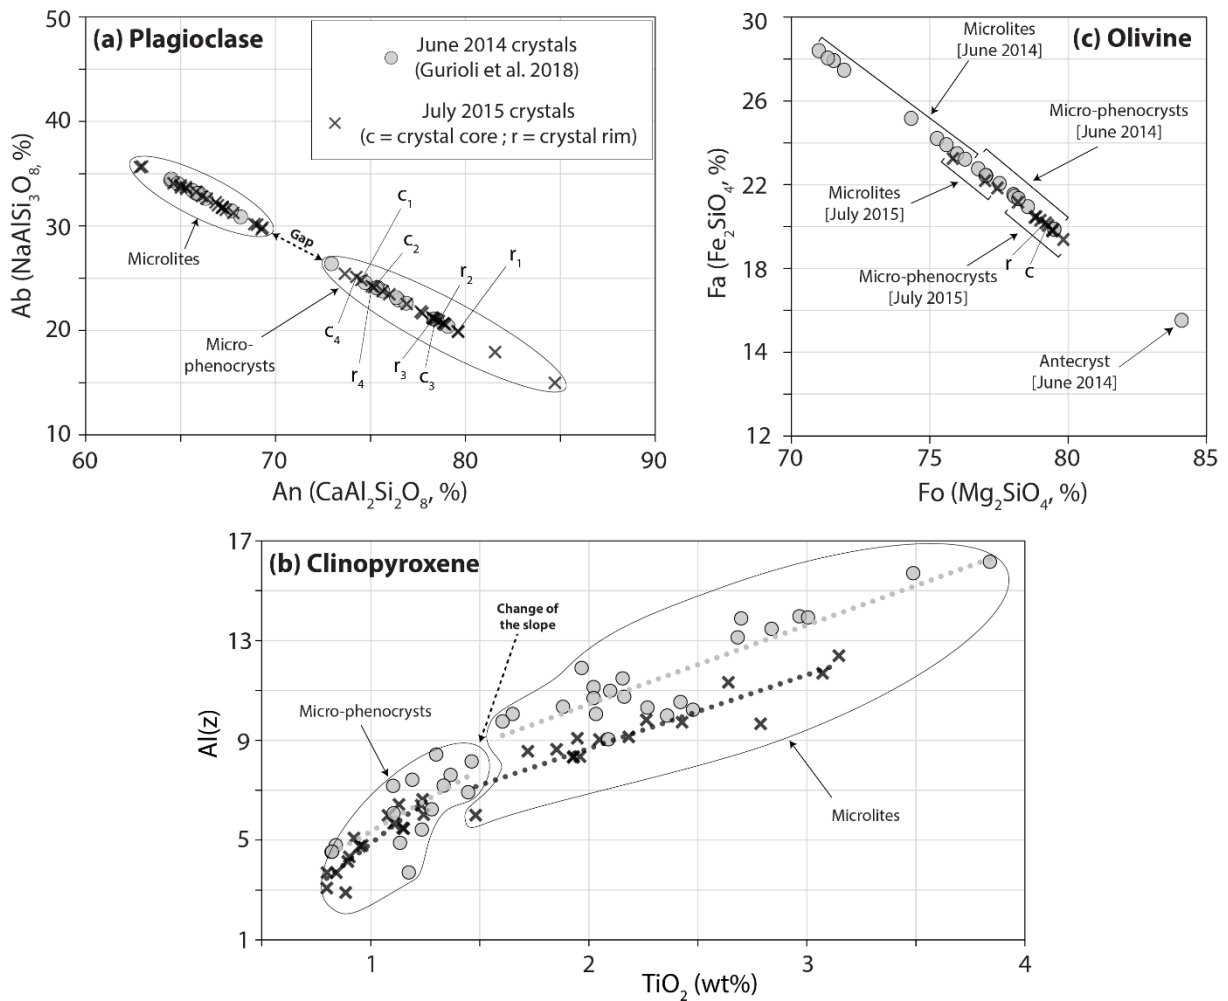 (a) Plagioclase
June 2014 crystals
(Gurioli et al. 2018)
July 2015 crystals
(c = crystal core ; r = crystal rim)
Ab (NaAlSi₃O₈, %)
50
40
30
20
10
Microlites
Gap
Micro-
phenocrysts
c₁
c₂
r₂
r₁
c₄
r₄
r₃
c₃
60
70
80
90
An (CaAl₂Si₂O₈, %)
(c) Olivine
Fa (Fe₂SiO₄, %)
30
26
22
18
14
12
Microlites
[June 2014]
Micro-phenocrysts
[June 2014]
Microlites
[July 2015]
r
c
Micro-phenocrysts
[July 2015]
Antecryst
[June 2014]
70
75
80
85
Fo (Mg₂SiO₄, %)
(b) Clinopyroxene
Al(z)
17
13
9
5
1
Change of
the slope
Micro-phenocrysts
Microlites
1
2
3
4
TiO₂ (wt%)